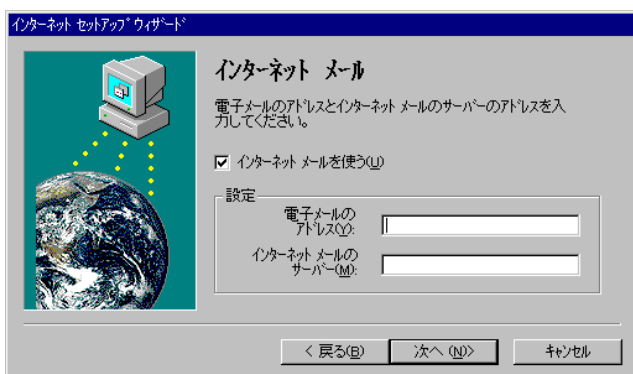 インターネット セットアップ ウィザード
インターネット メール
電子メールのアドレスとインターネット メールのサーバーのアドレスを入
力してください。
インターネット メールを使う(U)
設定
電子メールの
アドレス(Y):
インターネット メールの
サーバー(M):
< 戻る(B)
次へ (N)>
キャンセル